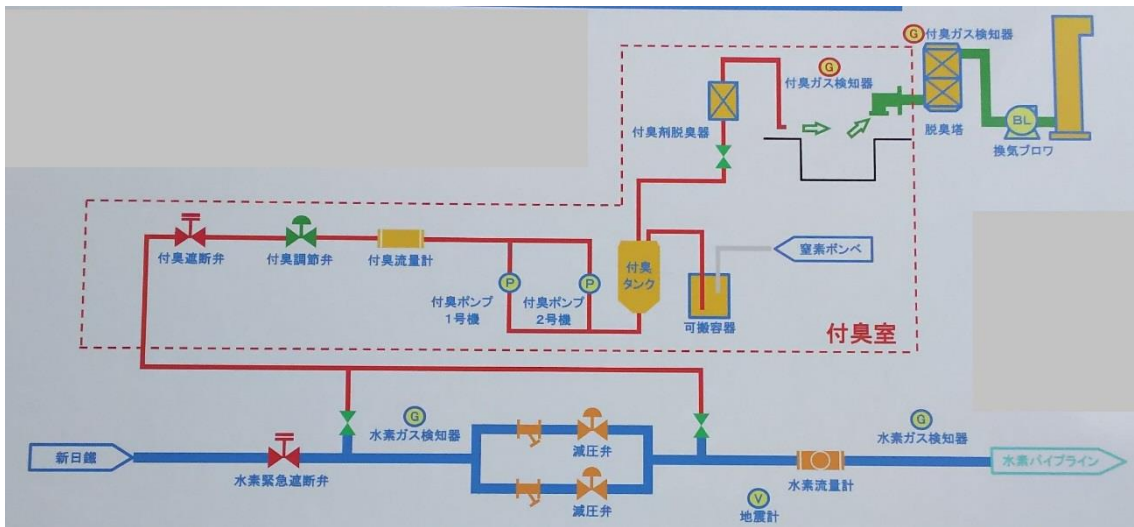 G 付臭ガス検知器
G
付臭ガス検知器
付臭剤脱臭器
脱臭塔
BL
換気ブロワ
付臭遮断弁
付臭調節弁
付臭流量計
P
付臭ポンプ
1号機
P
付臭ポンプ
2号機
付臭
タンク
可搬容器
窒素ボンベ
付臭室
新日鐵
水素緊急遮断弁
G
水素ガス検知器
減圧弁
減圧弁
V
地震計
水素流量計
G
水素ガス検知器
水素パイプライン